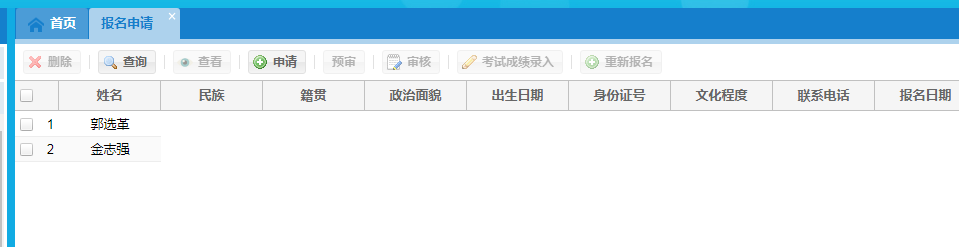 首页 报名申请
删除 查询 查看 申请 预审 审核 考试成绩录入 重新报名
姓名 民族 籍贯 政治面貌 出生日期 身份证号 文化程度 联系电话 报名日期
1 郭选革
2 金志强